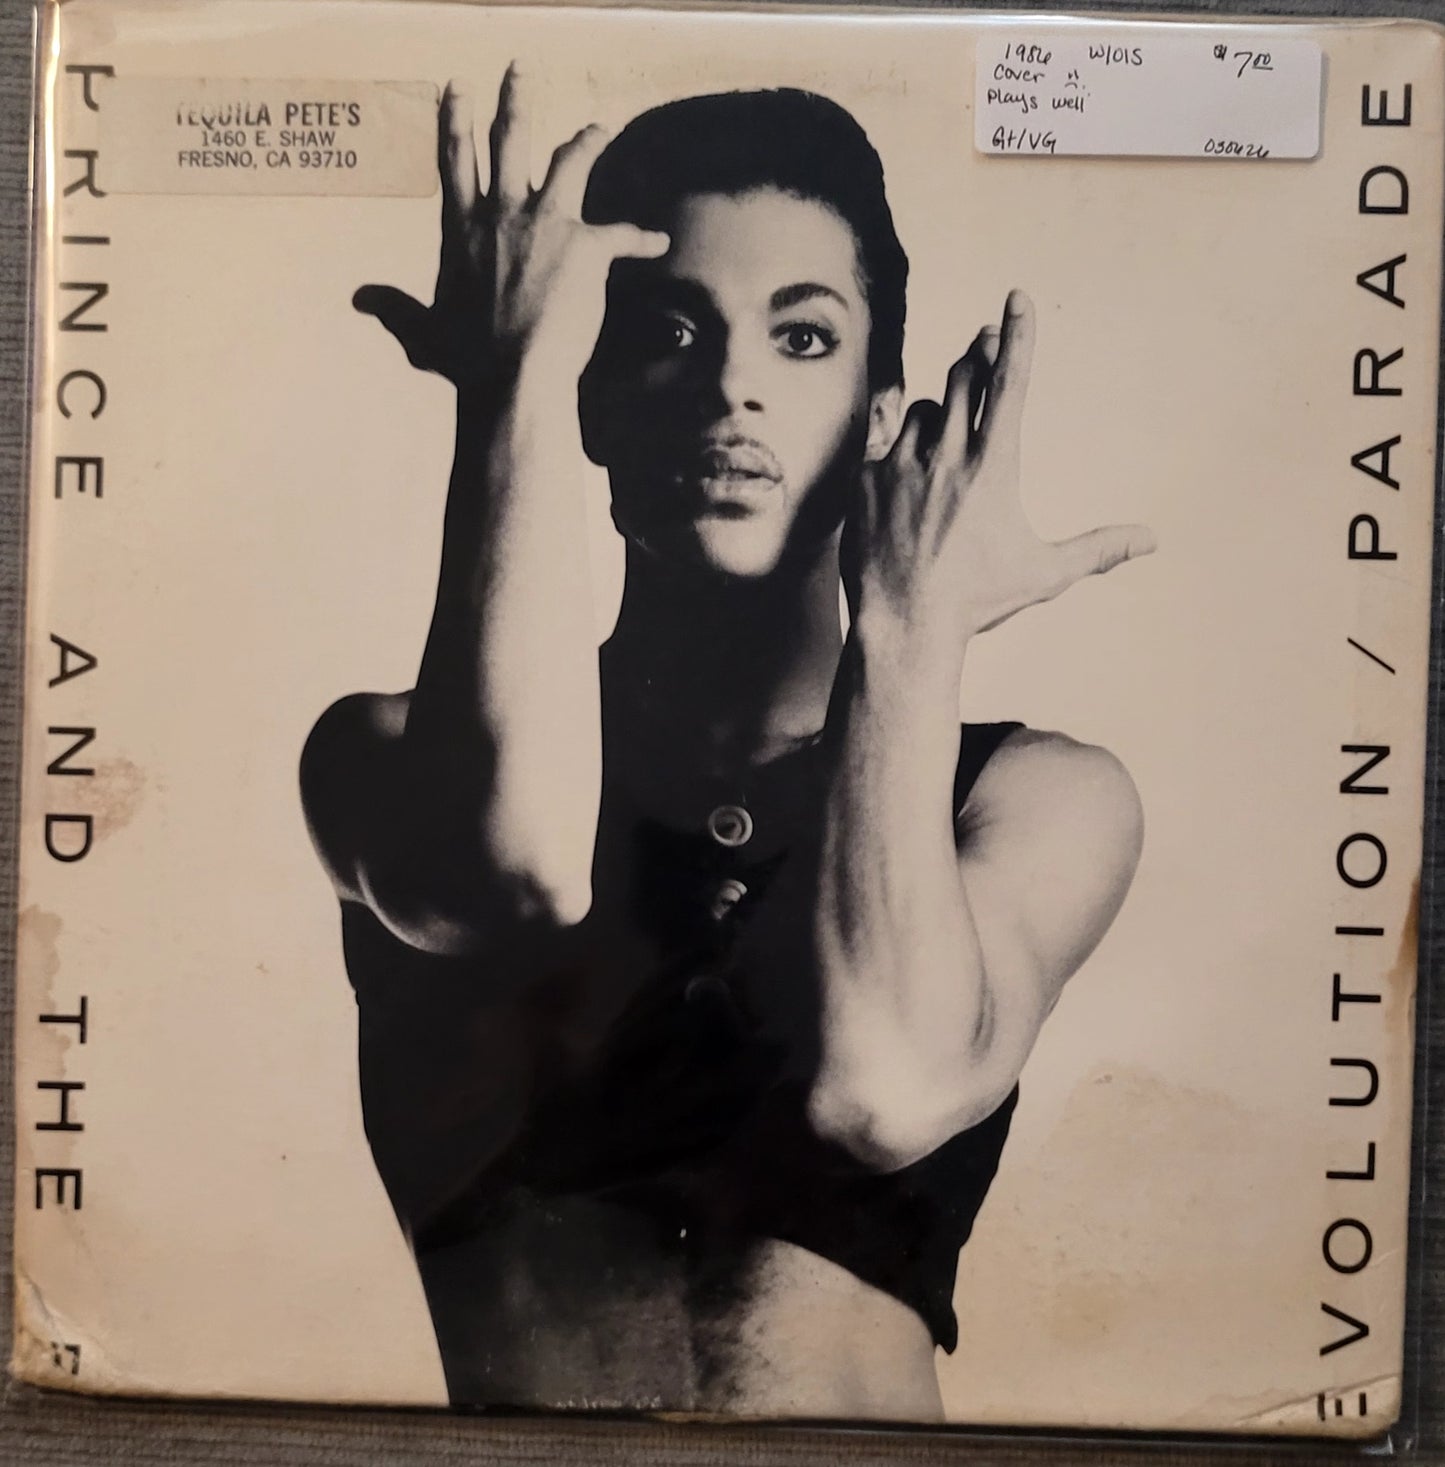 PRINCE AND THE
EVOLUTION / PARADE
TEQUILA PETE'S
1460 E. SHAW
FRESNO, CA 93710
1986 W/OIS $7.00
Cover :(
Plays well
G+/VG 030626